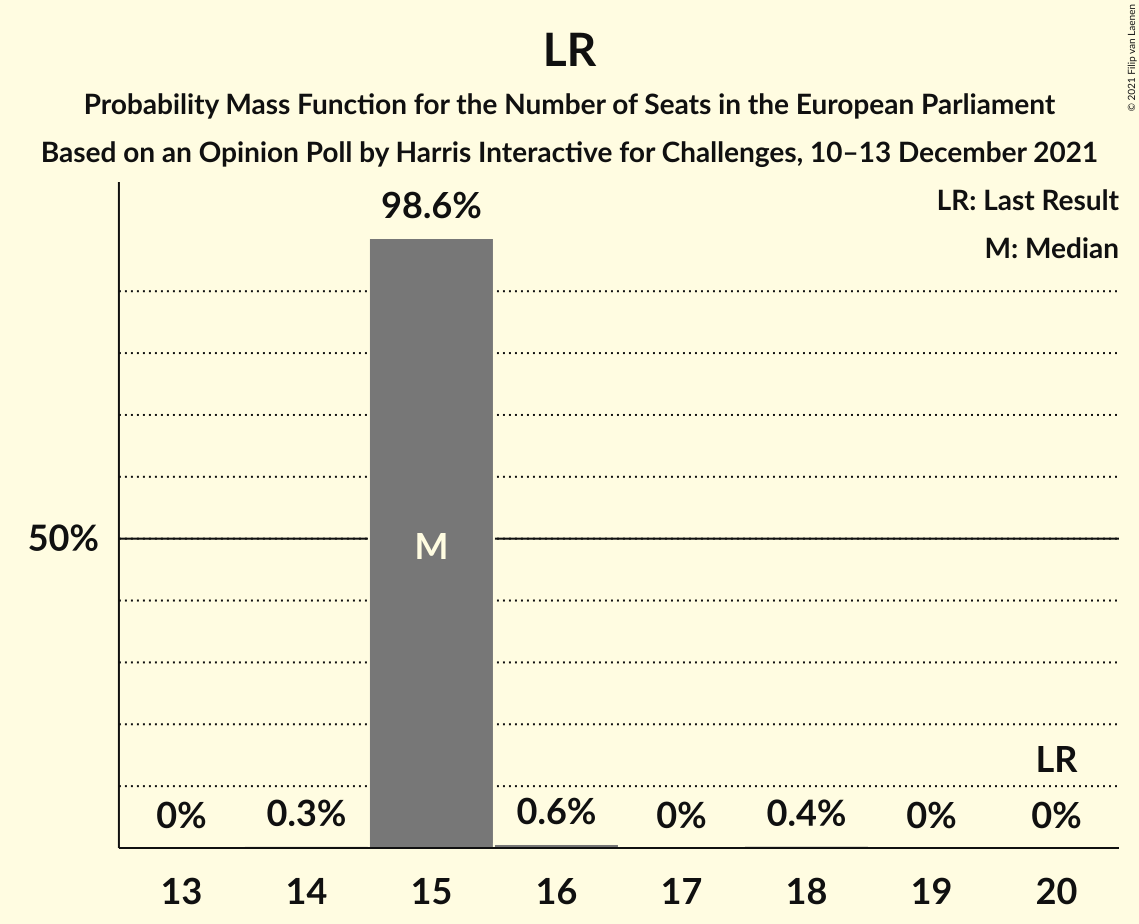 LR
Probability Mass Function for the Number of Seats in the European Parliament
Based on an Opinion Poll by Harris Interactive for Challenges, 10–13 December 2021
© 2021 Filip van Laenen
LR: Last Result
M: Median
98.6%
50%
M
LR
0%
0.3%
0.6%
0%
0.4%
0%
0%
13
14
15
16
17
18
19
20